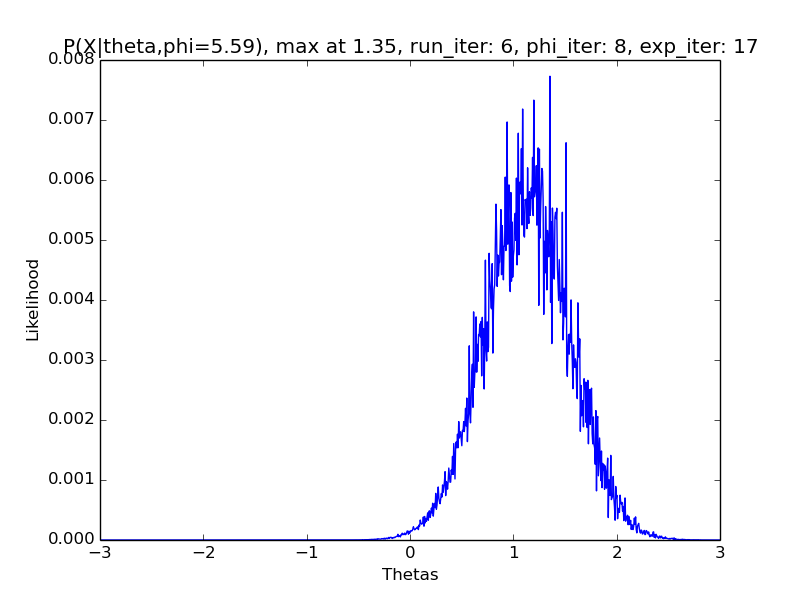 P(X|theta,phi=5.59), max at 1.35, run_iter: 6, phi_iter: 8, exp_iter: 17
0.008
0.007
0.006
0.005
0.004
0.003
0.002
0.001
0.000
Likelihood
−3 −2 −1 0 1 2 3
Thetas